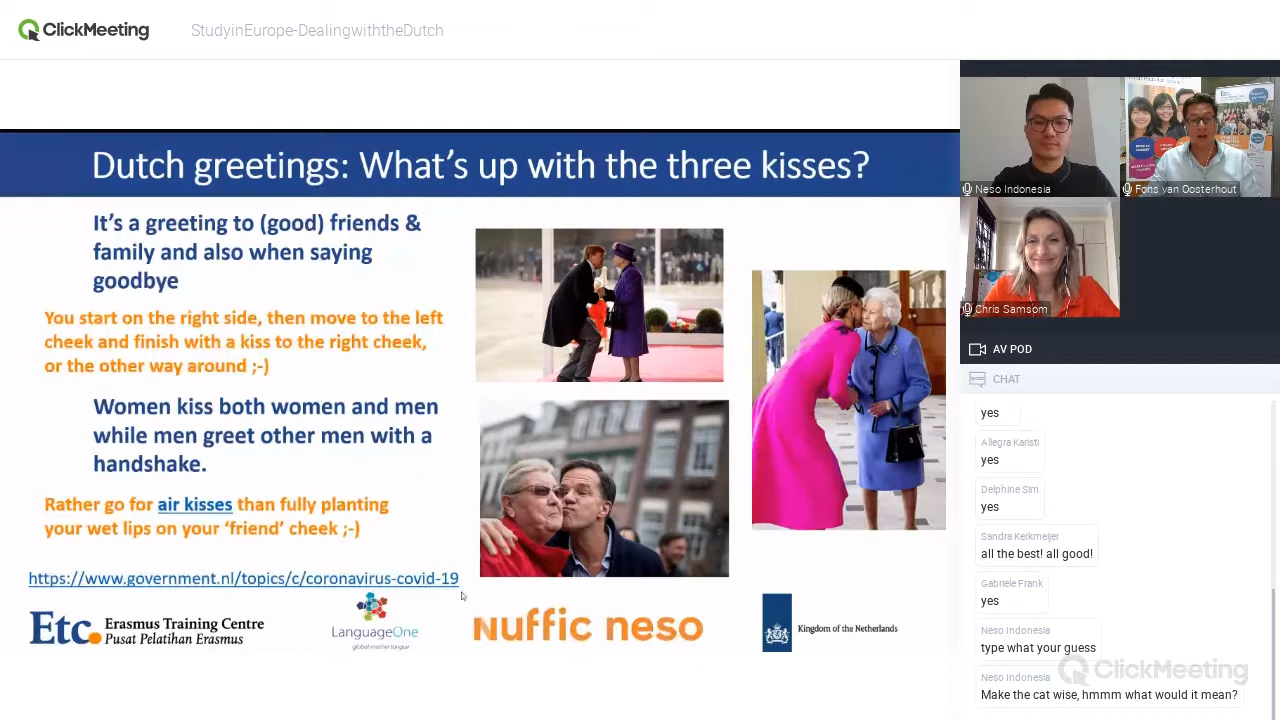 ClickMeeting
StudyinEurope-DealingwiththeDutch
Dutch greetings: What's up with the three kisses?
It's a greeting to (good) friends &
family and also when saying
goodbye
You start on the right side, then move to the left
cheek and finish with a kiss to the right cheek,
or the other way around ;-)
Women kiss both women and men
while men greet other men with a
handshake.
Rather go for air kisses than fully planting
your wet lips on your 'friend' cheek ;-)
https://www.government.nl/topics/c/coronavirus-covid-19
Etc.
Erasmus Training Centre
Pusat Pelatihan Erasmus
LanguageOne
global mother tongue
nuffic neso
Kingdom of the Netherlands
Etc.
Neso Indonesia
Fons van Oosterhout
Chris Samsom
AV POD
CHAT
yes
Allegra Karisti
yes
Delphine Sim
yes
Sandra Kerkmeijer
all the best! all good!
Gabriele Frank
yes
Neso Indonesia
type what your guess
Neso Indonesia
Make the cat wise, hmmm what would it mean?
ClickMeeting